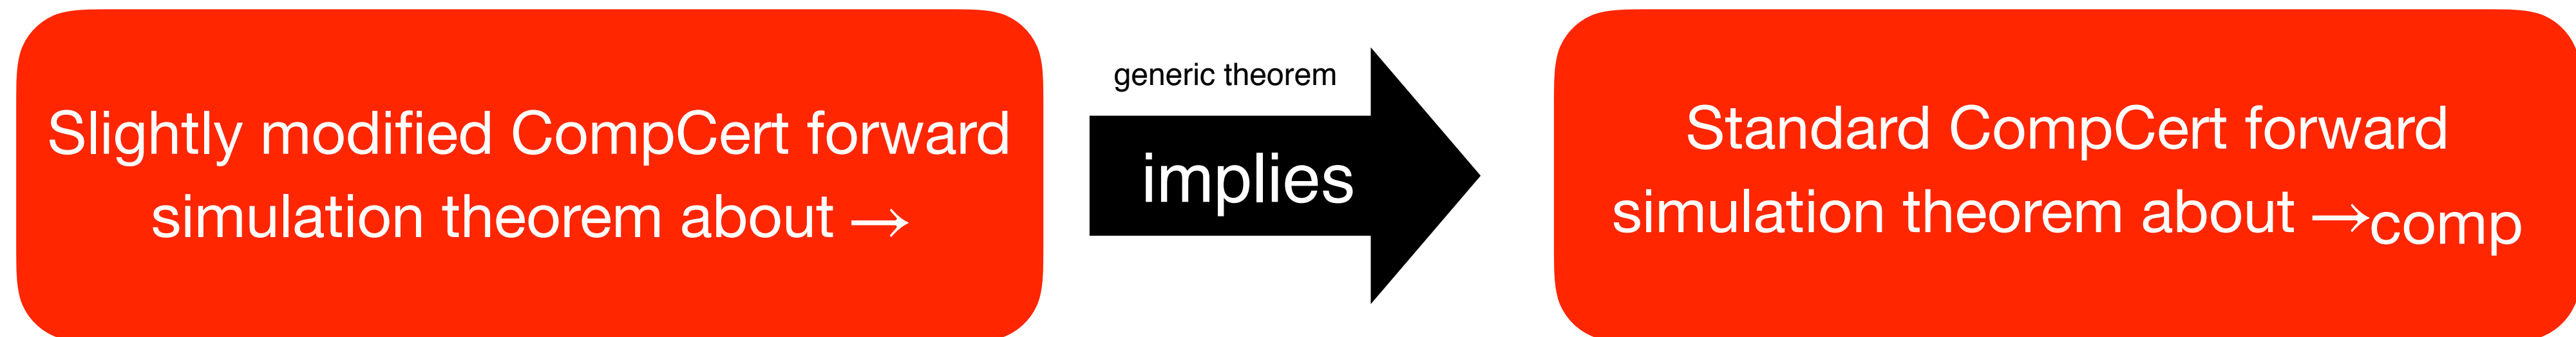 Slightly modified CompCert forward
simulation theorem about →
generic theorem
implies
Standard CompCert forward
simulation theorem about →comp